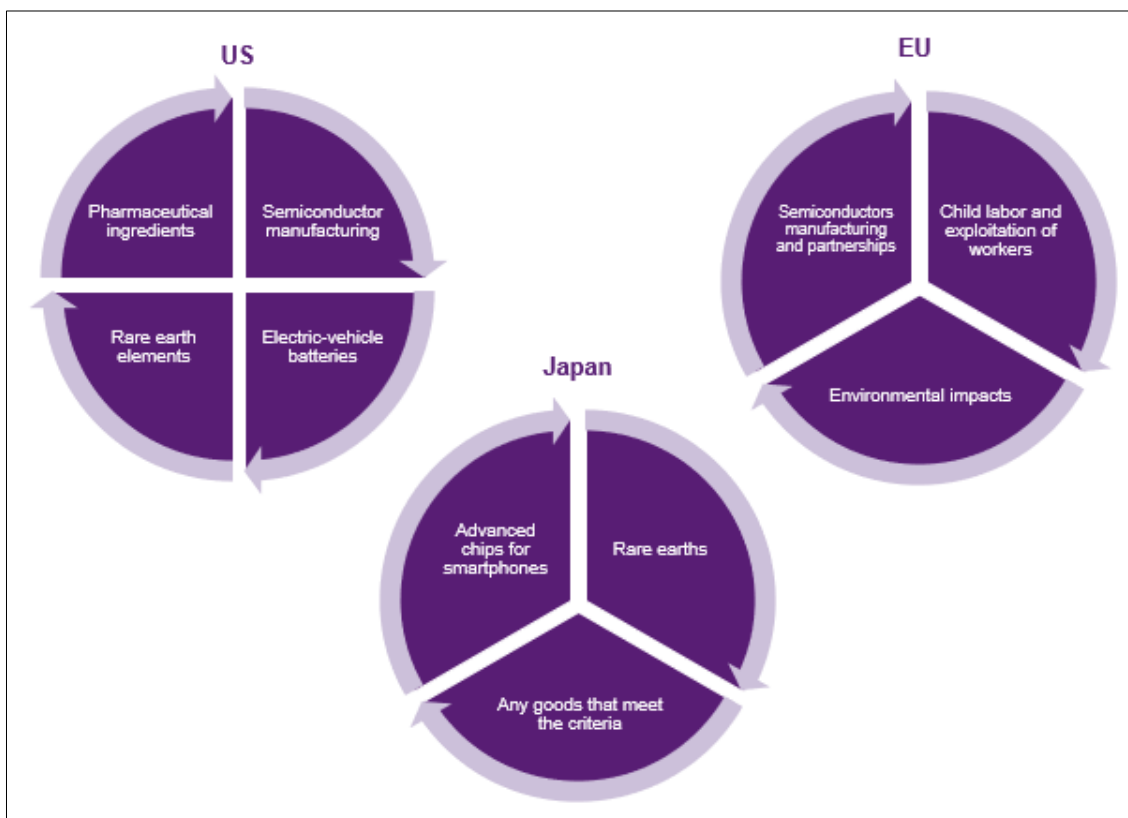 US
Pharmaceutical
ingredients
Semiconductor
manufacturing
Rare earth
elements
Electric-vehicle
batteries
EU
Semiconductors
manufacturing
and partnerships
Child labor and
exploitation of
workers
Environmental impacts
Japan
Advanced
chips for
smartphones
Rare earths
Any goods that meet
the criteria